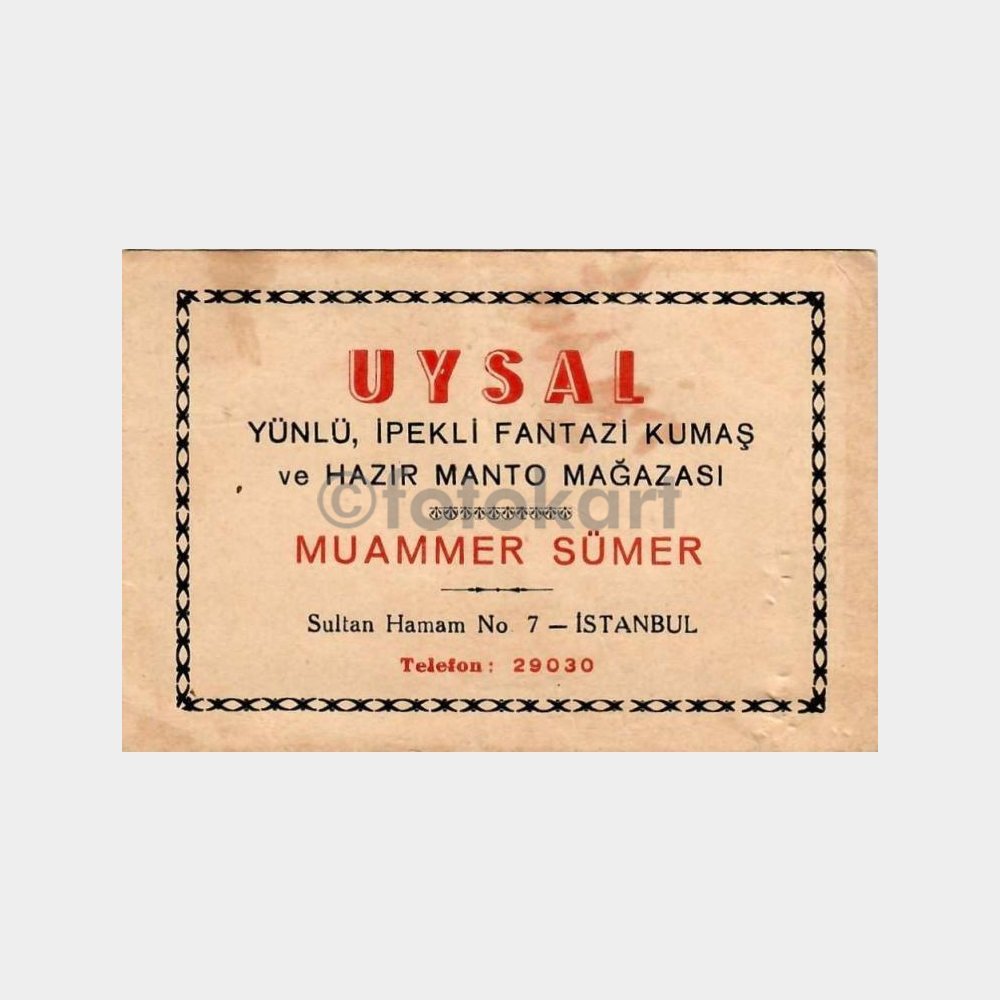 UYSAL
YÜNLÜ, İPEKLİ FANTAZİ KUMAŞ
ve HAZIR MANTO MAĞAZASI
©fotokart
MUAMMER SÜMER
Sultan Hamam No 7 — İSTANBUL
Telefon: 29030